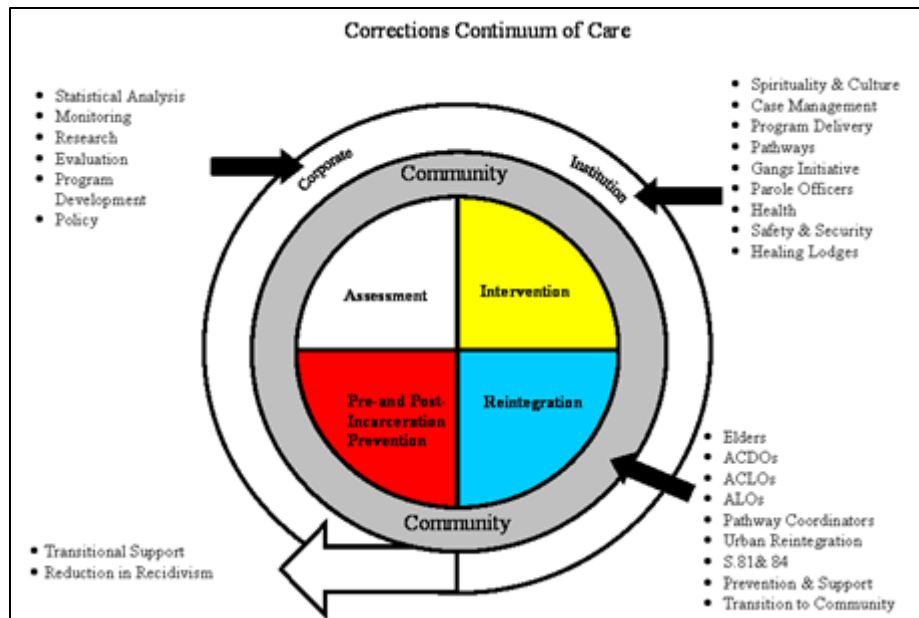 Corrections Continuum of Care
• Statistical Analysis
• Monitoring
• Research
• Evaluation
• Program
Development
• Policy
• Spirituality & Culture
• Case Management
• Program Delivery
• Pathways
• Gangs Initiative
• Parole Officers
• Health
• Safety & Security
• Healing Lodges
Corporate
Institution
Community
Assessment
Intervention
Pre-and Post-
Incarceration
Prevention
Reintegration
Community
• Elders
• ACDOs
• ACLOs
• ALOs
• Pathway Coordinators
• Urban Reintegration
• S.81& 84
• Prevention & Support
• Transition to Community
• Transitional Support
• Reduction in Recidivism